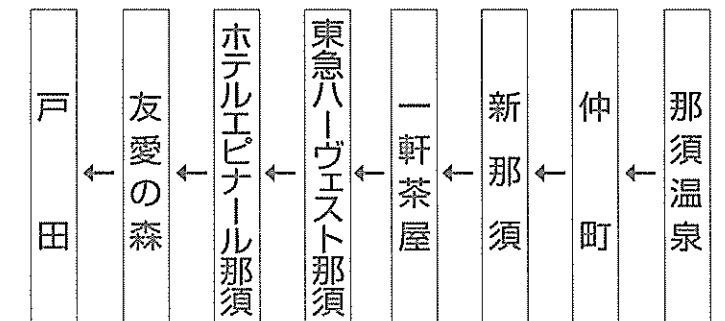 那須温泉
←
仲町
←
新那須
←
一軒茶屋
←
東急ハーヴェスト那須
←
ホテルエピナール那須
←
友愛の森
←
戸田